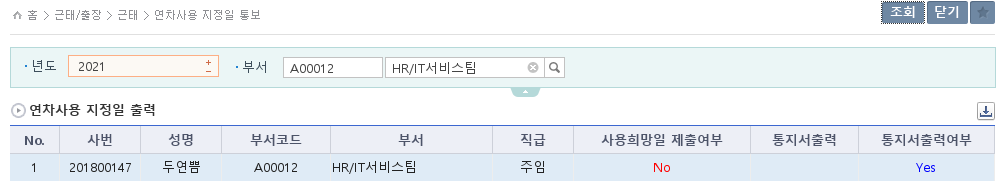 홈 > 근태/출장 > 근태 > 연차사용 지정일 통보
조회 닫기
년도 2021 부서 A00012 HR/IT서비스팀
연차사용 지정일 출력
No. 사번 성명 부서코드 부서 직급 사용희망일 제출여부 통지서출력 통지서출력여부
1 201800147 두연쁨 A00012 HR/IT서비스팀 주임 No Yes